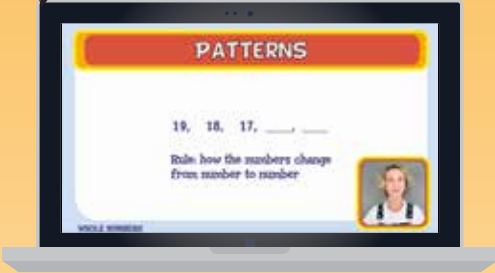 PATTERNS
19, 18, 17, ___, ___
Rule: how the numbers change
from number to number
WHOLE NUMBERS